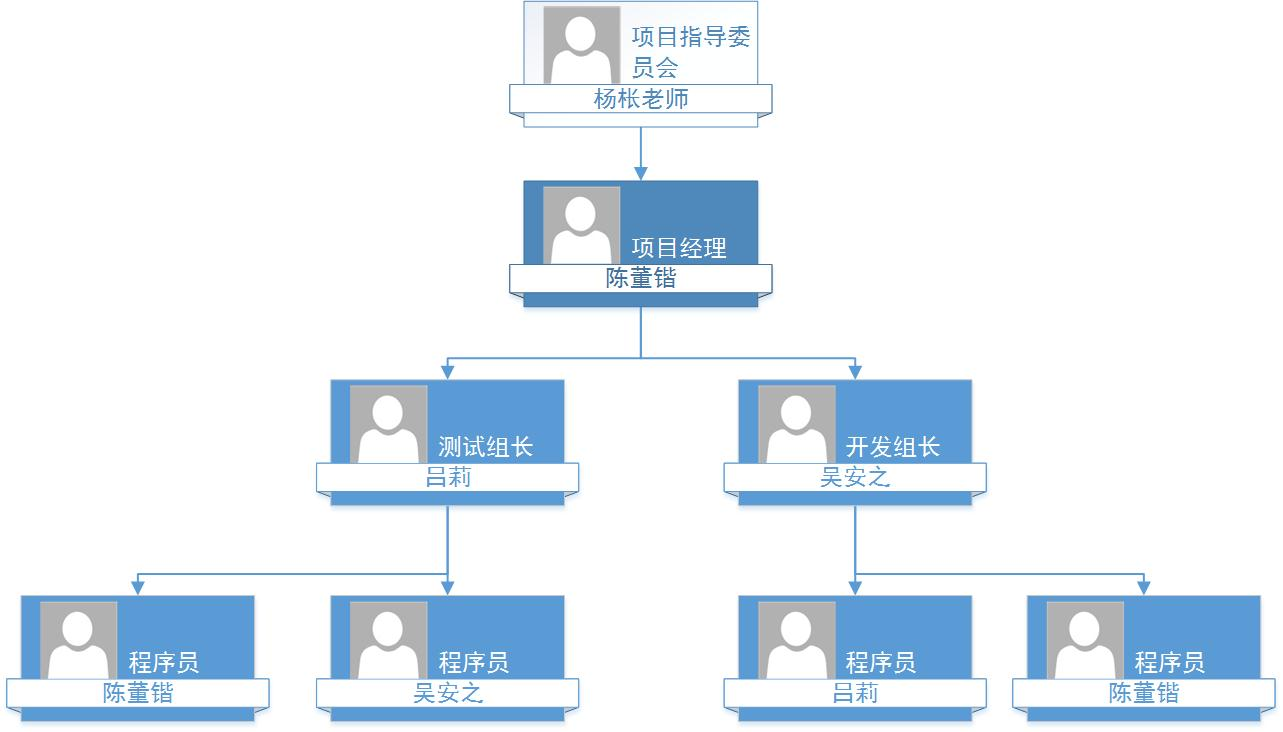 项目指导委
员会
杨枨老师
项目经理
陈董锴
测试组长
吕莉
开发组长
吴安之
程序员
陈董锴
程序员
吴安之
程序员
吕莉
程序员
陈董锴